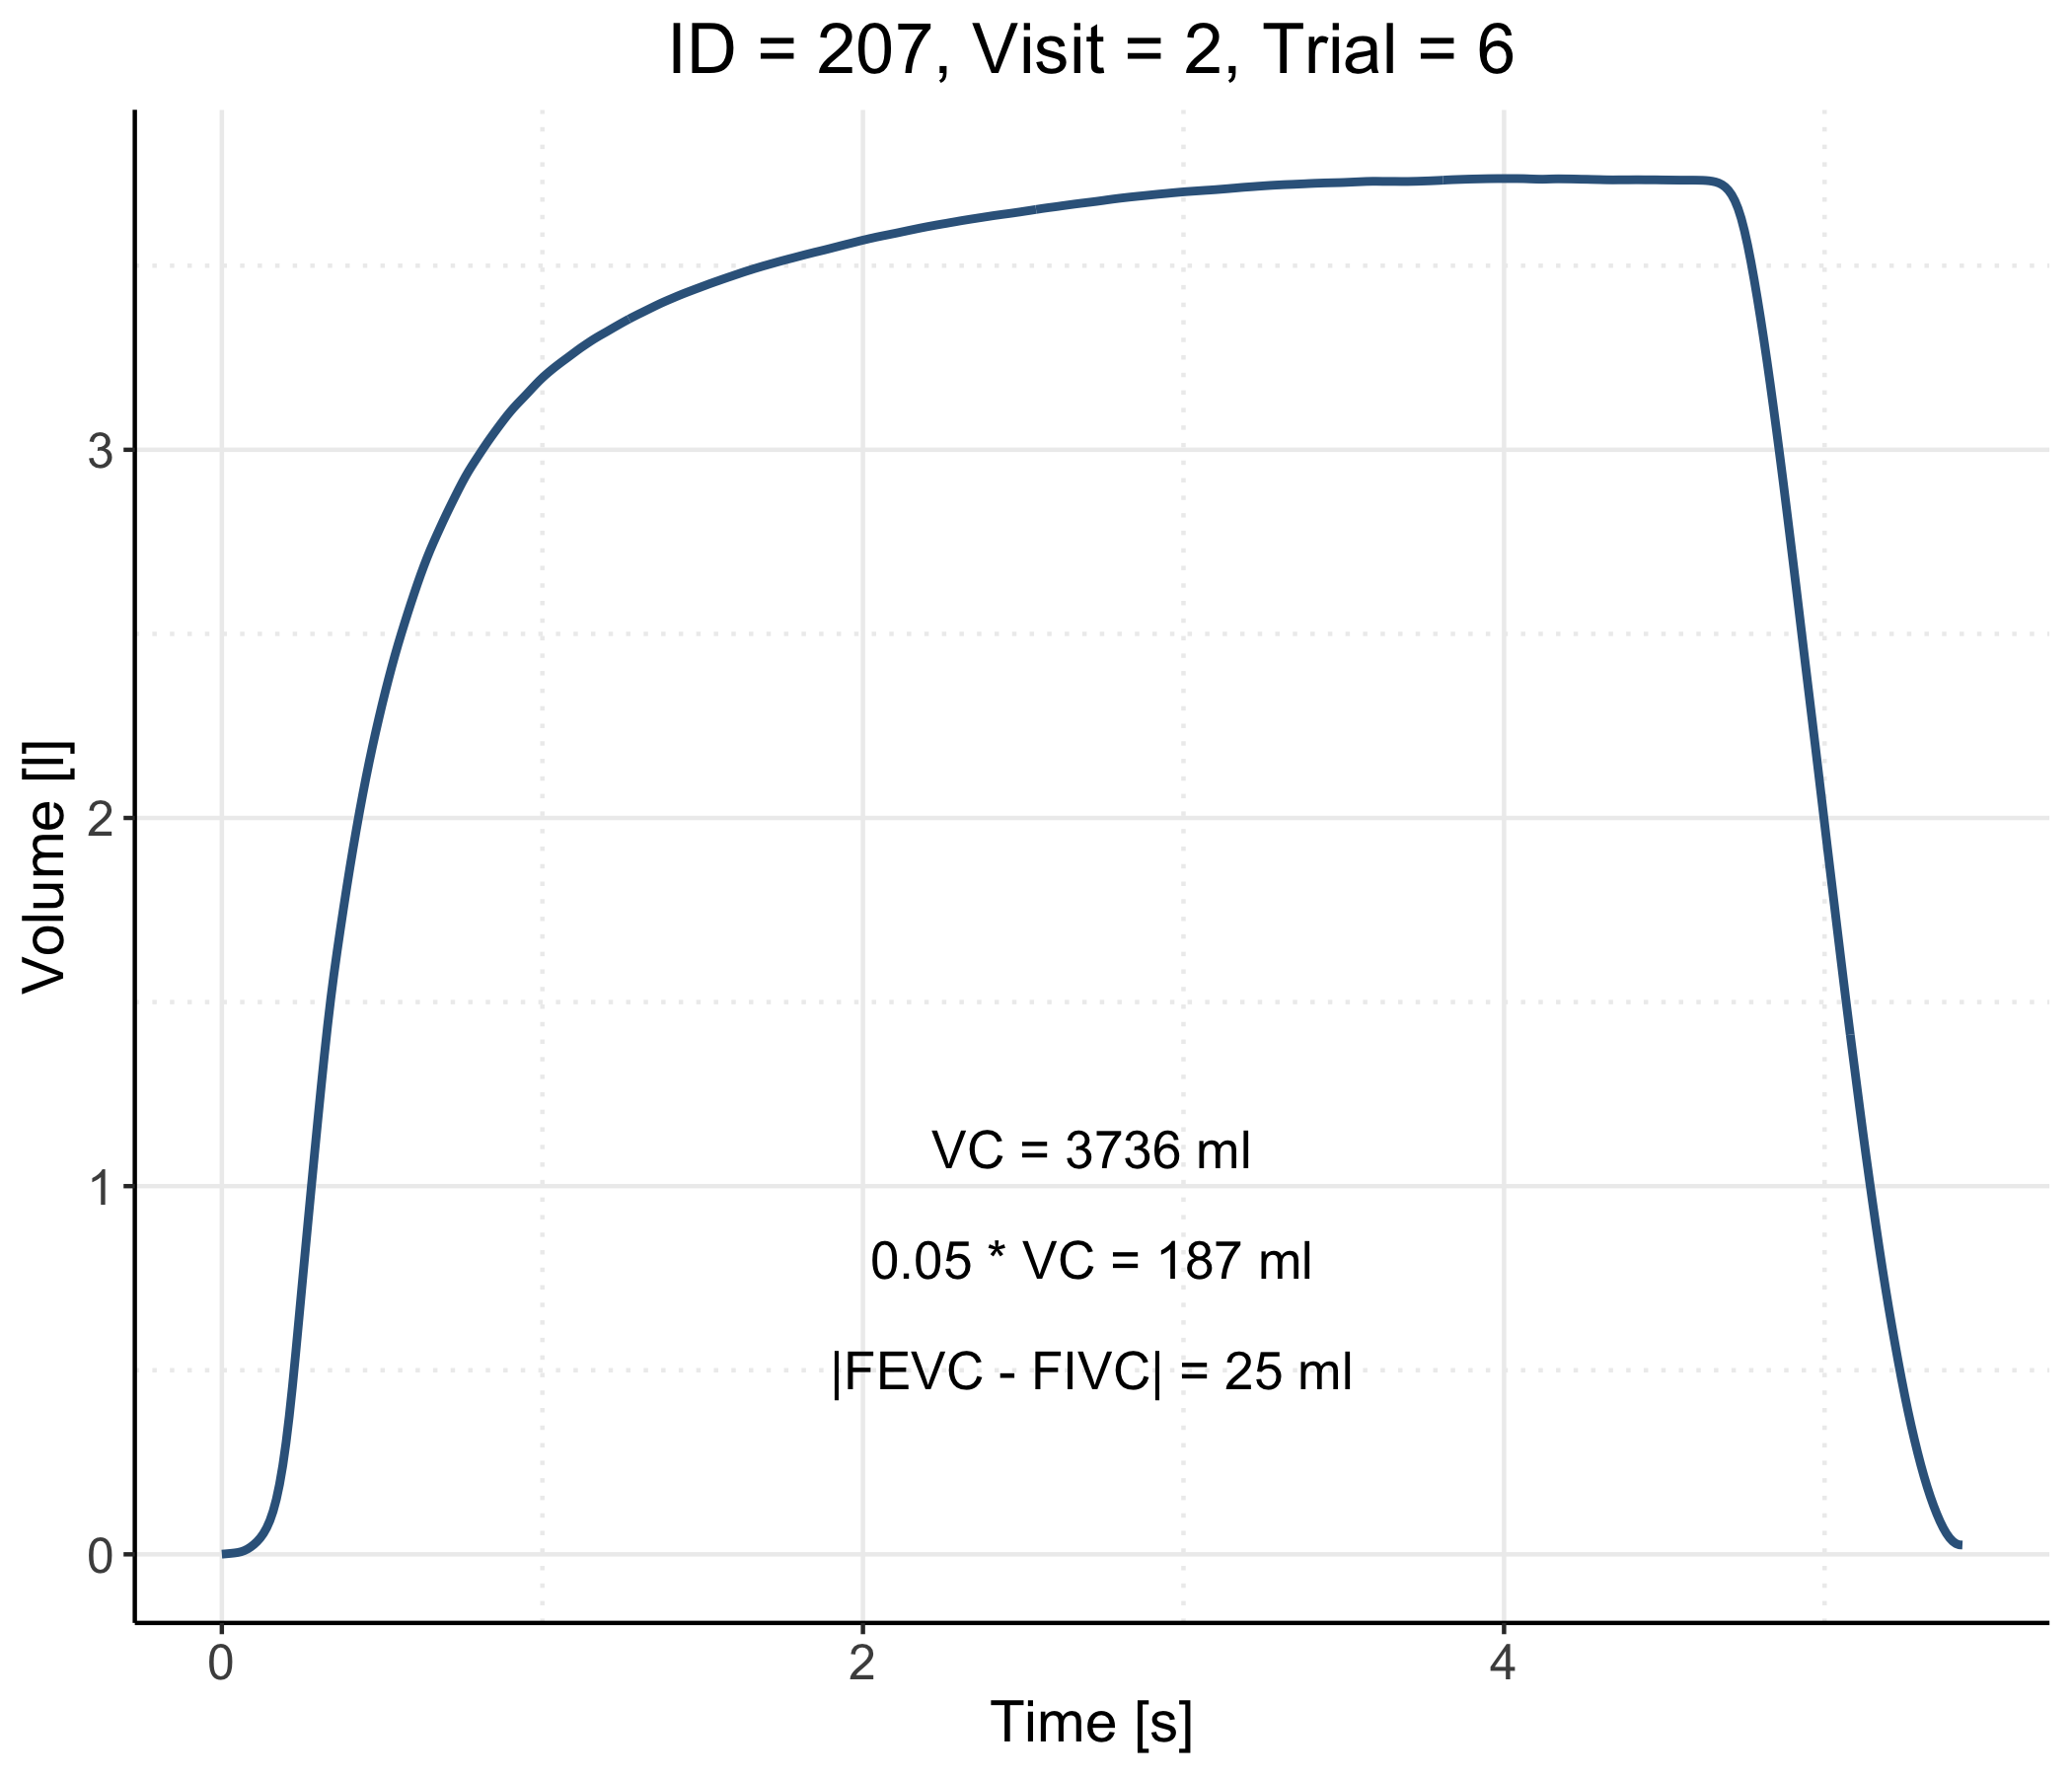 ID = 207, Visit = 2, Trial = 6
Volume [l]
3
2
1
0
VC = 3736 ml
0.05 * VC = 187 ml
|FEVC - FIVC| = 25 ml
0 2 4
Time [s]